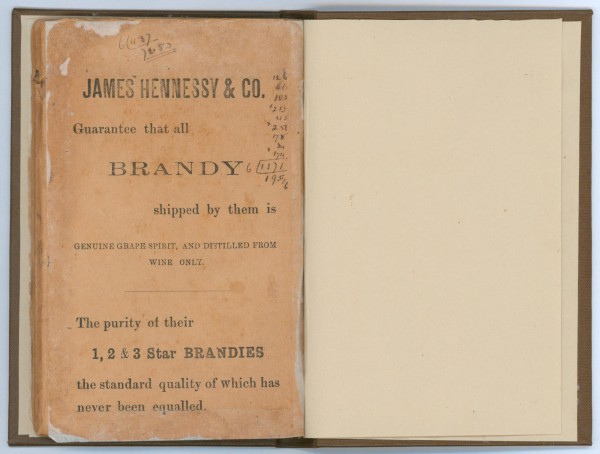 JAMES HENNESSY & CO.
Guarantee that all
BRANDY
shipped by them is
GENUINE GRAPE SPIRIT, AND DISTILLED FROM
WINE ONLY.
The purity of their
1, 2 & 3 Star BRANDIES
the standard quality of which has
never been equalled.